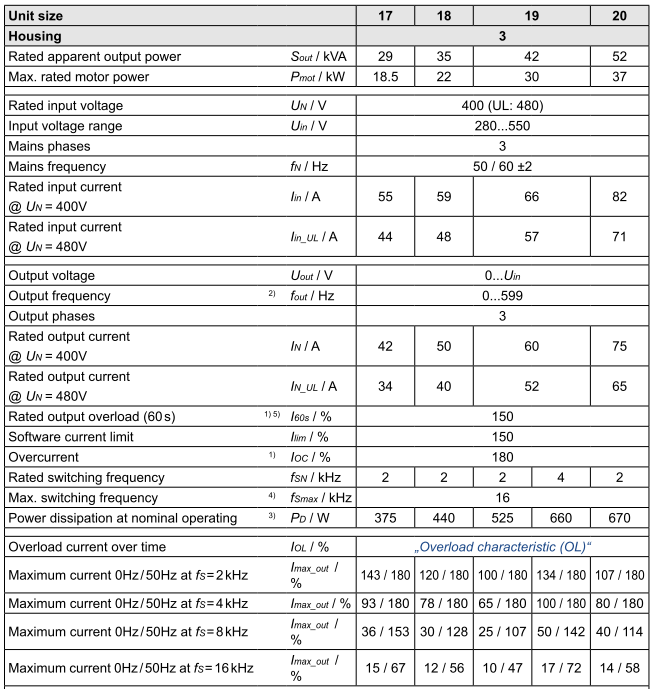 Unit size 17 18 19 20
Housing 3
Rated apparent output power Sout / kVA 29 35 42 52
Max. rated motor power Pmot / kW 18.5 22 30 37
Rated input voltage UN / V 400 (UL: 480)
Input voltage range Uin / V 280...550
Mains phases 3
Mains frequency fN / Hz 50 / 60 ±2
Rated input current
@ UN = 400V Iin / A 55 59 66 82
Rated input current
@ UN = 480V Iin_UL / A 44 48 57 71
Output voltage Uout / V 0...Uin
Output frequency 2) fout / Hz 0...599
Output phases 3
Rated output current
@ UN = 400V IN / A 42 50 60 75
Rated output current
@ UN = 480V IN_UL / A 34 40 52 65
Rated output overload (60s) 1) 5) I60s / % 150
Software current limit Ilim / % 150
Overcurrent 1) IOC / % 180
Rated switching frequency fSN / kHz 2 2 2 4 2
Max. switching frequency 4) fSmax / kHz 16
Power dissipation at nominal operating 3) PD / W 375 440 525 660 670
Overload current over time IOL / % „Overload characteristic (OL)“
Maximum current 0Hz/50Hz at fS=2kHz Imax_out / % 143 / 180 120 / 180 100 / 180 134 / 180 107 / 180
Maximum current 0Hz/50Hz at fS=4kHz Imax_out / % 93 / 180 78 / 180 65 / 180 100 / 180 80 / 180
Maximum current 0Hz/50Hz at fS=8kHz Imax_out / % 36 / 153 30 / 128 25 / 107 50 / 142 40 / 114
Maximum current 0Hz/50Hz at fS=16kHz Imax_out / % 15 / 67 12 / 56 10 / 47 17 / 72 14 / 58